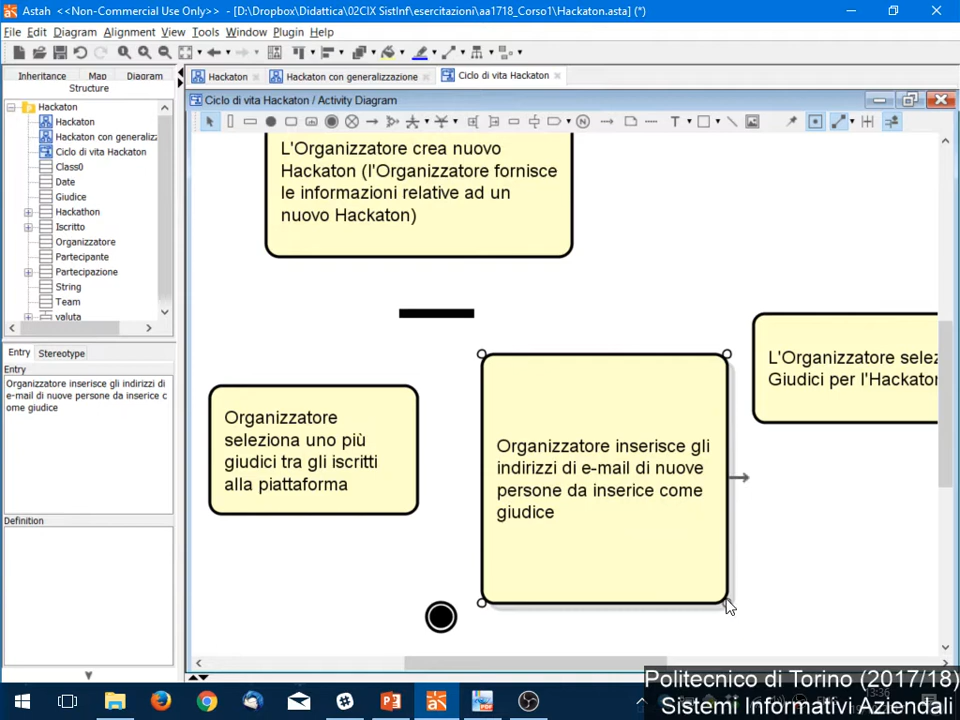 Astah <<Non-Commercial Use Only>> - [D:\Dropbox\Didattica\02CIX SistInf\esercitazioni\aa1718_Corso1\Hackaton.asta] (*)
File Edit Diagram Alignment View Tools Window Plugin Help
Inheritance Map Diagram
Structure
Hackaton
Hackaton
Hackaton con generaliz
Ciclo di vita Hackaton
Class0
Date
Giudice
Hackathon
Iscritto
Organizzatore
Partecipante
Partecipazione
String
Team
valuta
Entry Stereotype
Entry
Organizzatore inserisce gli indirizzi di
e-mail di nuove persone da inserice c
ome giudice
Definition
Hackaton Hackaton con generalizzazione Ciclo di vita Hackaton
Ciclo di vita Hackaton / Activity Diagram
L'Organizzatore crea nuovo
Hackaton (l'Organizzatore fornisce
le informazioni relative ad un
nuovo Hackaton)
Organizzatore
seleziona uno più
giudici tra gli iscritti
alla piattaforma
Organizzatore inserisce gli
indirizzi di e-mail di nuove
persone da inserice come
giudice
L'Organizzatore selez
Giudici per l'Hackaton
Politecnico di Torino (2017/18)
Sistemi Informativi Aziendali